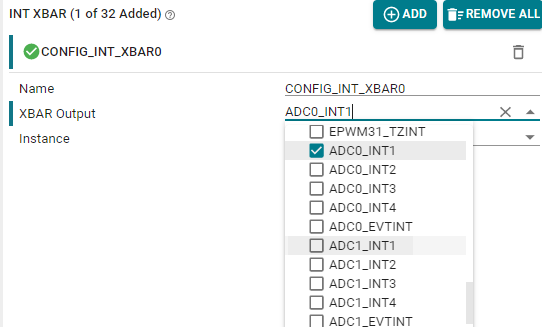 INT XBAR (1 of 32 Added)
ADD
REMOVE ALL
CONFIG_INT_XBAR0
Name
CONFIG_INT_XBAR0
XBAR Output
ADC0_INT1
Instance
EPWM31_TZINT
ADC0_INT1
ADC0_INT2
ADC0_INT3
ADC0_INT4
ADC0_EVTINT
ADC1_INT1
ADC1_INT2
ADC1_INT3
ADC1_INT4
ADC1_EVTINT